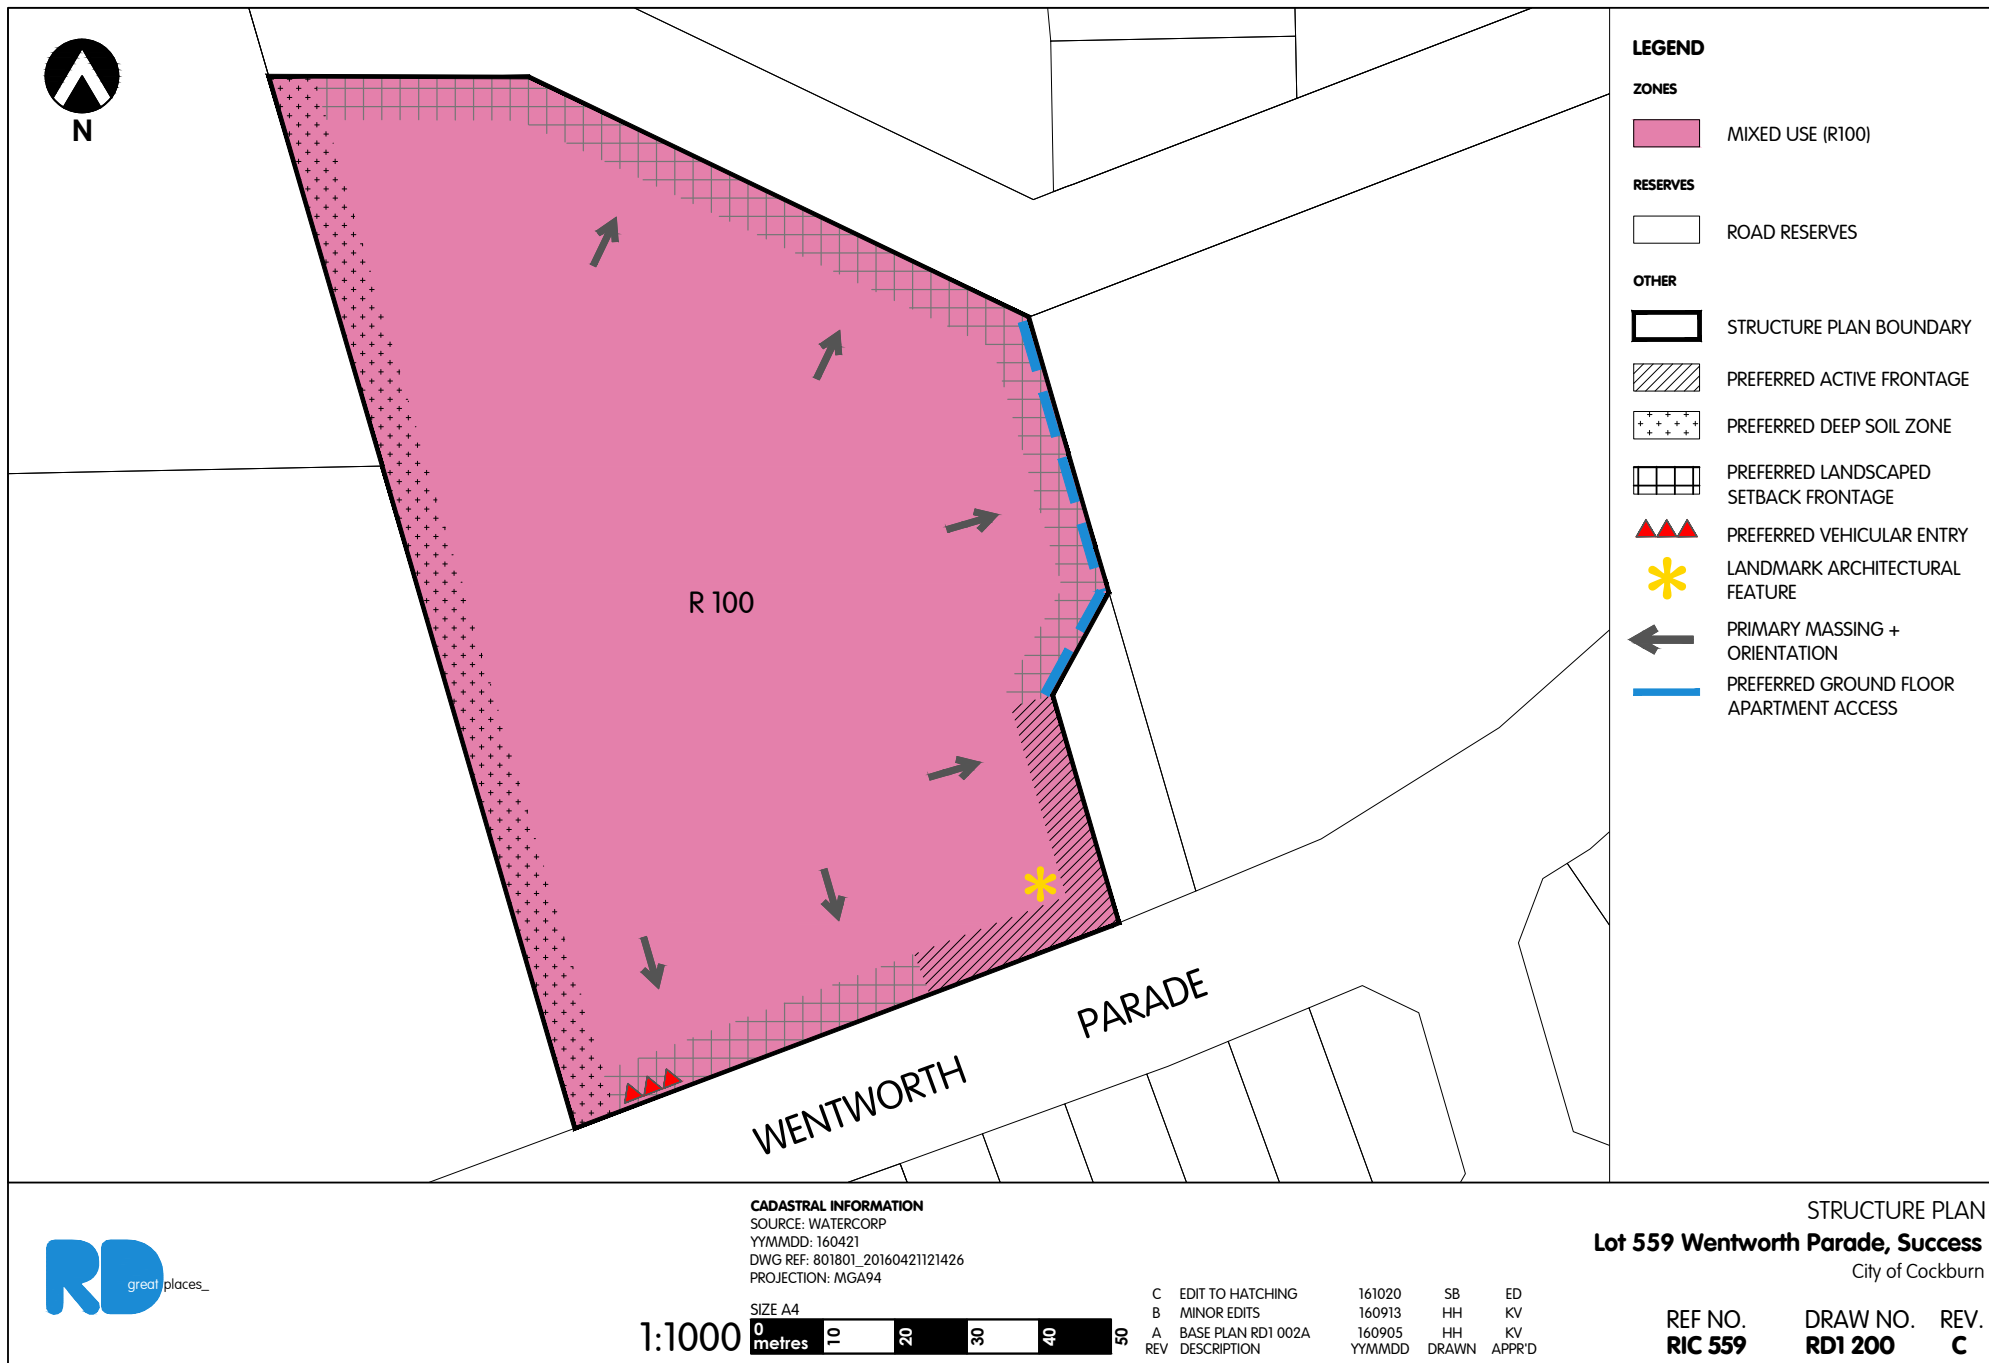 N
R 100
WENTWORTH PARADE
LEGEND
ZONES
MIXED USE (R100)
RESERVES
ROAD RESERVES
OTHER
STRUCTURE PLAN BOUNDARY
PREFERRED ACTIVE FRONTAGE
PREFERRED DEEP SOIL ZONE
PREFERRED LANDSCAPED
SETBACK FRONTAGE
PREFERRED VEHICULAR ENTRY
LANDMARK ARCHITECTURAL
FEATURE
PRIMARY MASSING +
ORIENTATION
PREFERRED GROUND FLOOR
APARTMENT ACCESS
RD great places_
CADASTRAL INFORMATION
SOURCE: WATERCORP
YYMMDD: 160421
DWG REF: 801801_20160421121426
PROJECTION: MGA94
SIZE A4
1:1000 0 metres 10 20 30 40 50
C EDIT TO HATCHING 161020 SB ED
B MINOR EDITS 160913 HH KV
A BASE PLAN RD1 002A 160905 HH KV
REV DESCRIPTION YYMMDD DRAWN APPR'D
STRUCTURE PLAN
Lot 559 Wentworth Parade, Success
City of Cockburn
REF NO. DRAW NO. REV.
RIC 559 RD1 200 C